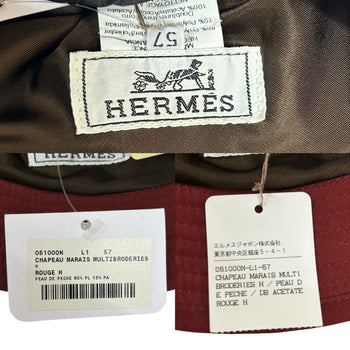 57
HERMÈS
051000N L1 57
CHAPEAU MARAIS MULTIBRODERIES
H
ROUGE H
PEAU DE PECHE 85% PL 15% PA
エルメスジャポン株式会社
東京都中央区銀座5-4-1
051000N-L1-57
CHAPEAU MARAIS MULTI
BRODERIES H / PEAU D
E PECHE / DB ACETATE
ROUGE H